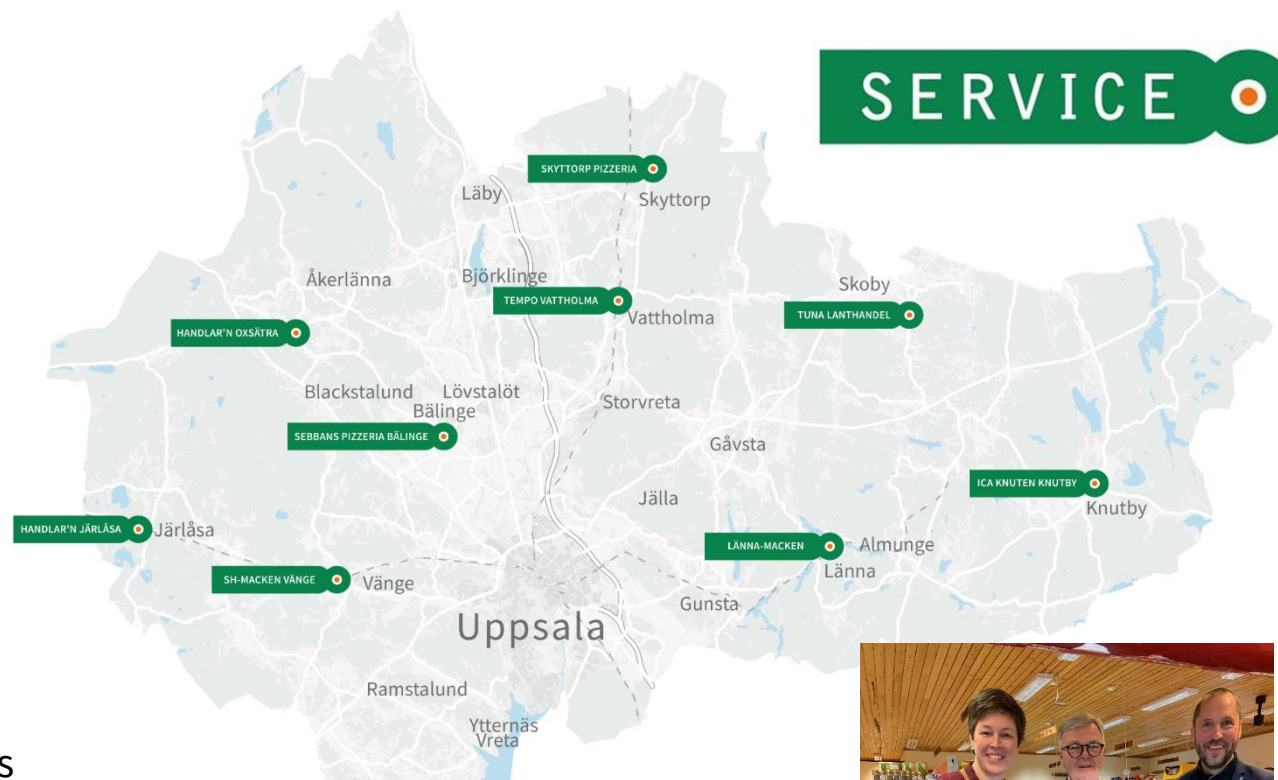 SERVICE
SKYTTORP PIZZERIA
Läby
Skyttorp
Åkerlänna
Björklinge
Skoby
TEMPO VATTHOLMA
Vattholma
TUNA LANTHANDEL
HANDLAR'N OXSÄTRA
Blackstalund
Lövstalöt
Bälinge
Storvreta
SEBBANS PIZZERIA BÄLINGE
Gåvsta
ICA KNUTEN KNUTBY
Knutby
Jälla
HANDLAR'N JÄRLÅSA
Järlåsa
LÄNNA-MACKEN
Almunge
Länna
SH-MACKEN VÄNGE
Vänge
Gunsta
Uppsala
Ramstalund
Ytternäs
Vreta
s